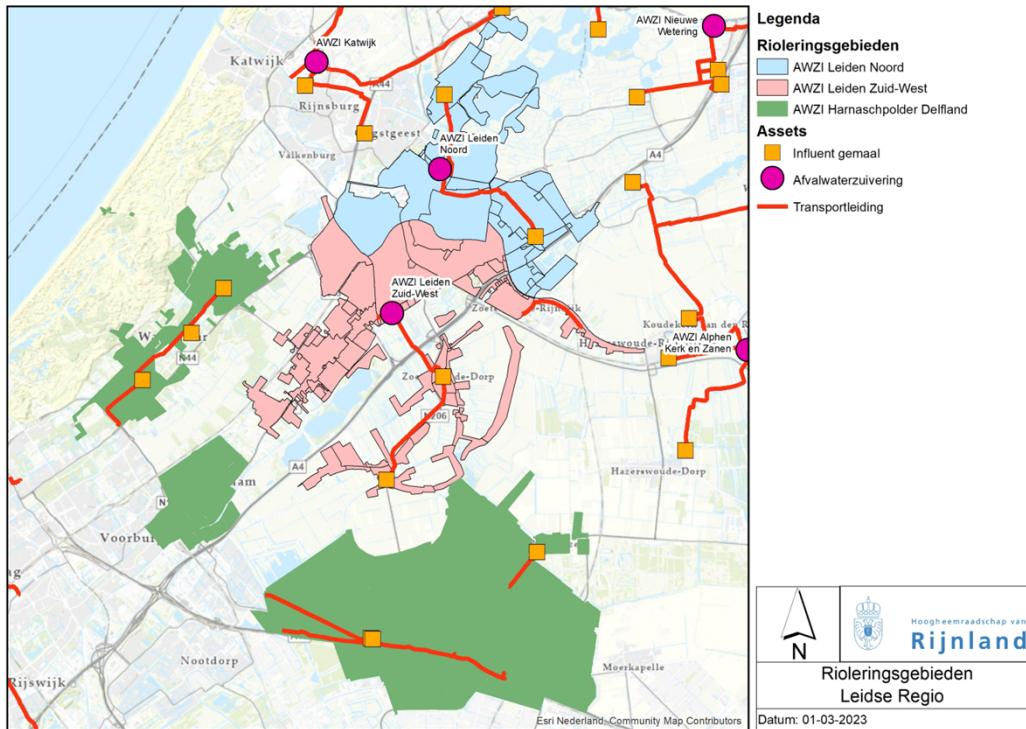 AWZI Katwijk
Katwijk
A44
Rijnsburg
Valkenburg
AWZI Leiden
Noord
AWZI Nieuwe
Wetering
A4
AWZI Leiden
Zuid-West
AWZI Alphen
Kerk en Zanen
N44
N206
A4
Hazerswoude-Dorp
Voorbu
Nootdorp
Rijswijk
Moerkapelle
Esri Nederland, Community Map Contributors
Legenda
Rioleringsgebieden
AWZI Leiden Noord
AWZI Leiden Zuid-West
AWZI Harnaschpolder Delfland
Assets
Influent gemaal
Afvalwaterzuivering
Transportleiding
N
Hoogheemraadschap van
Rijnland
Rioleringsgebieden
Leidse Regio
Datum: 01-03-2023